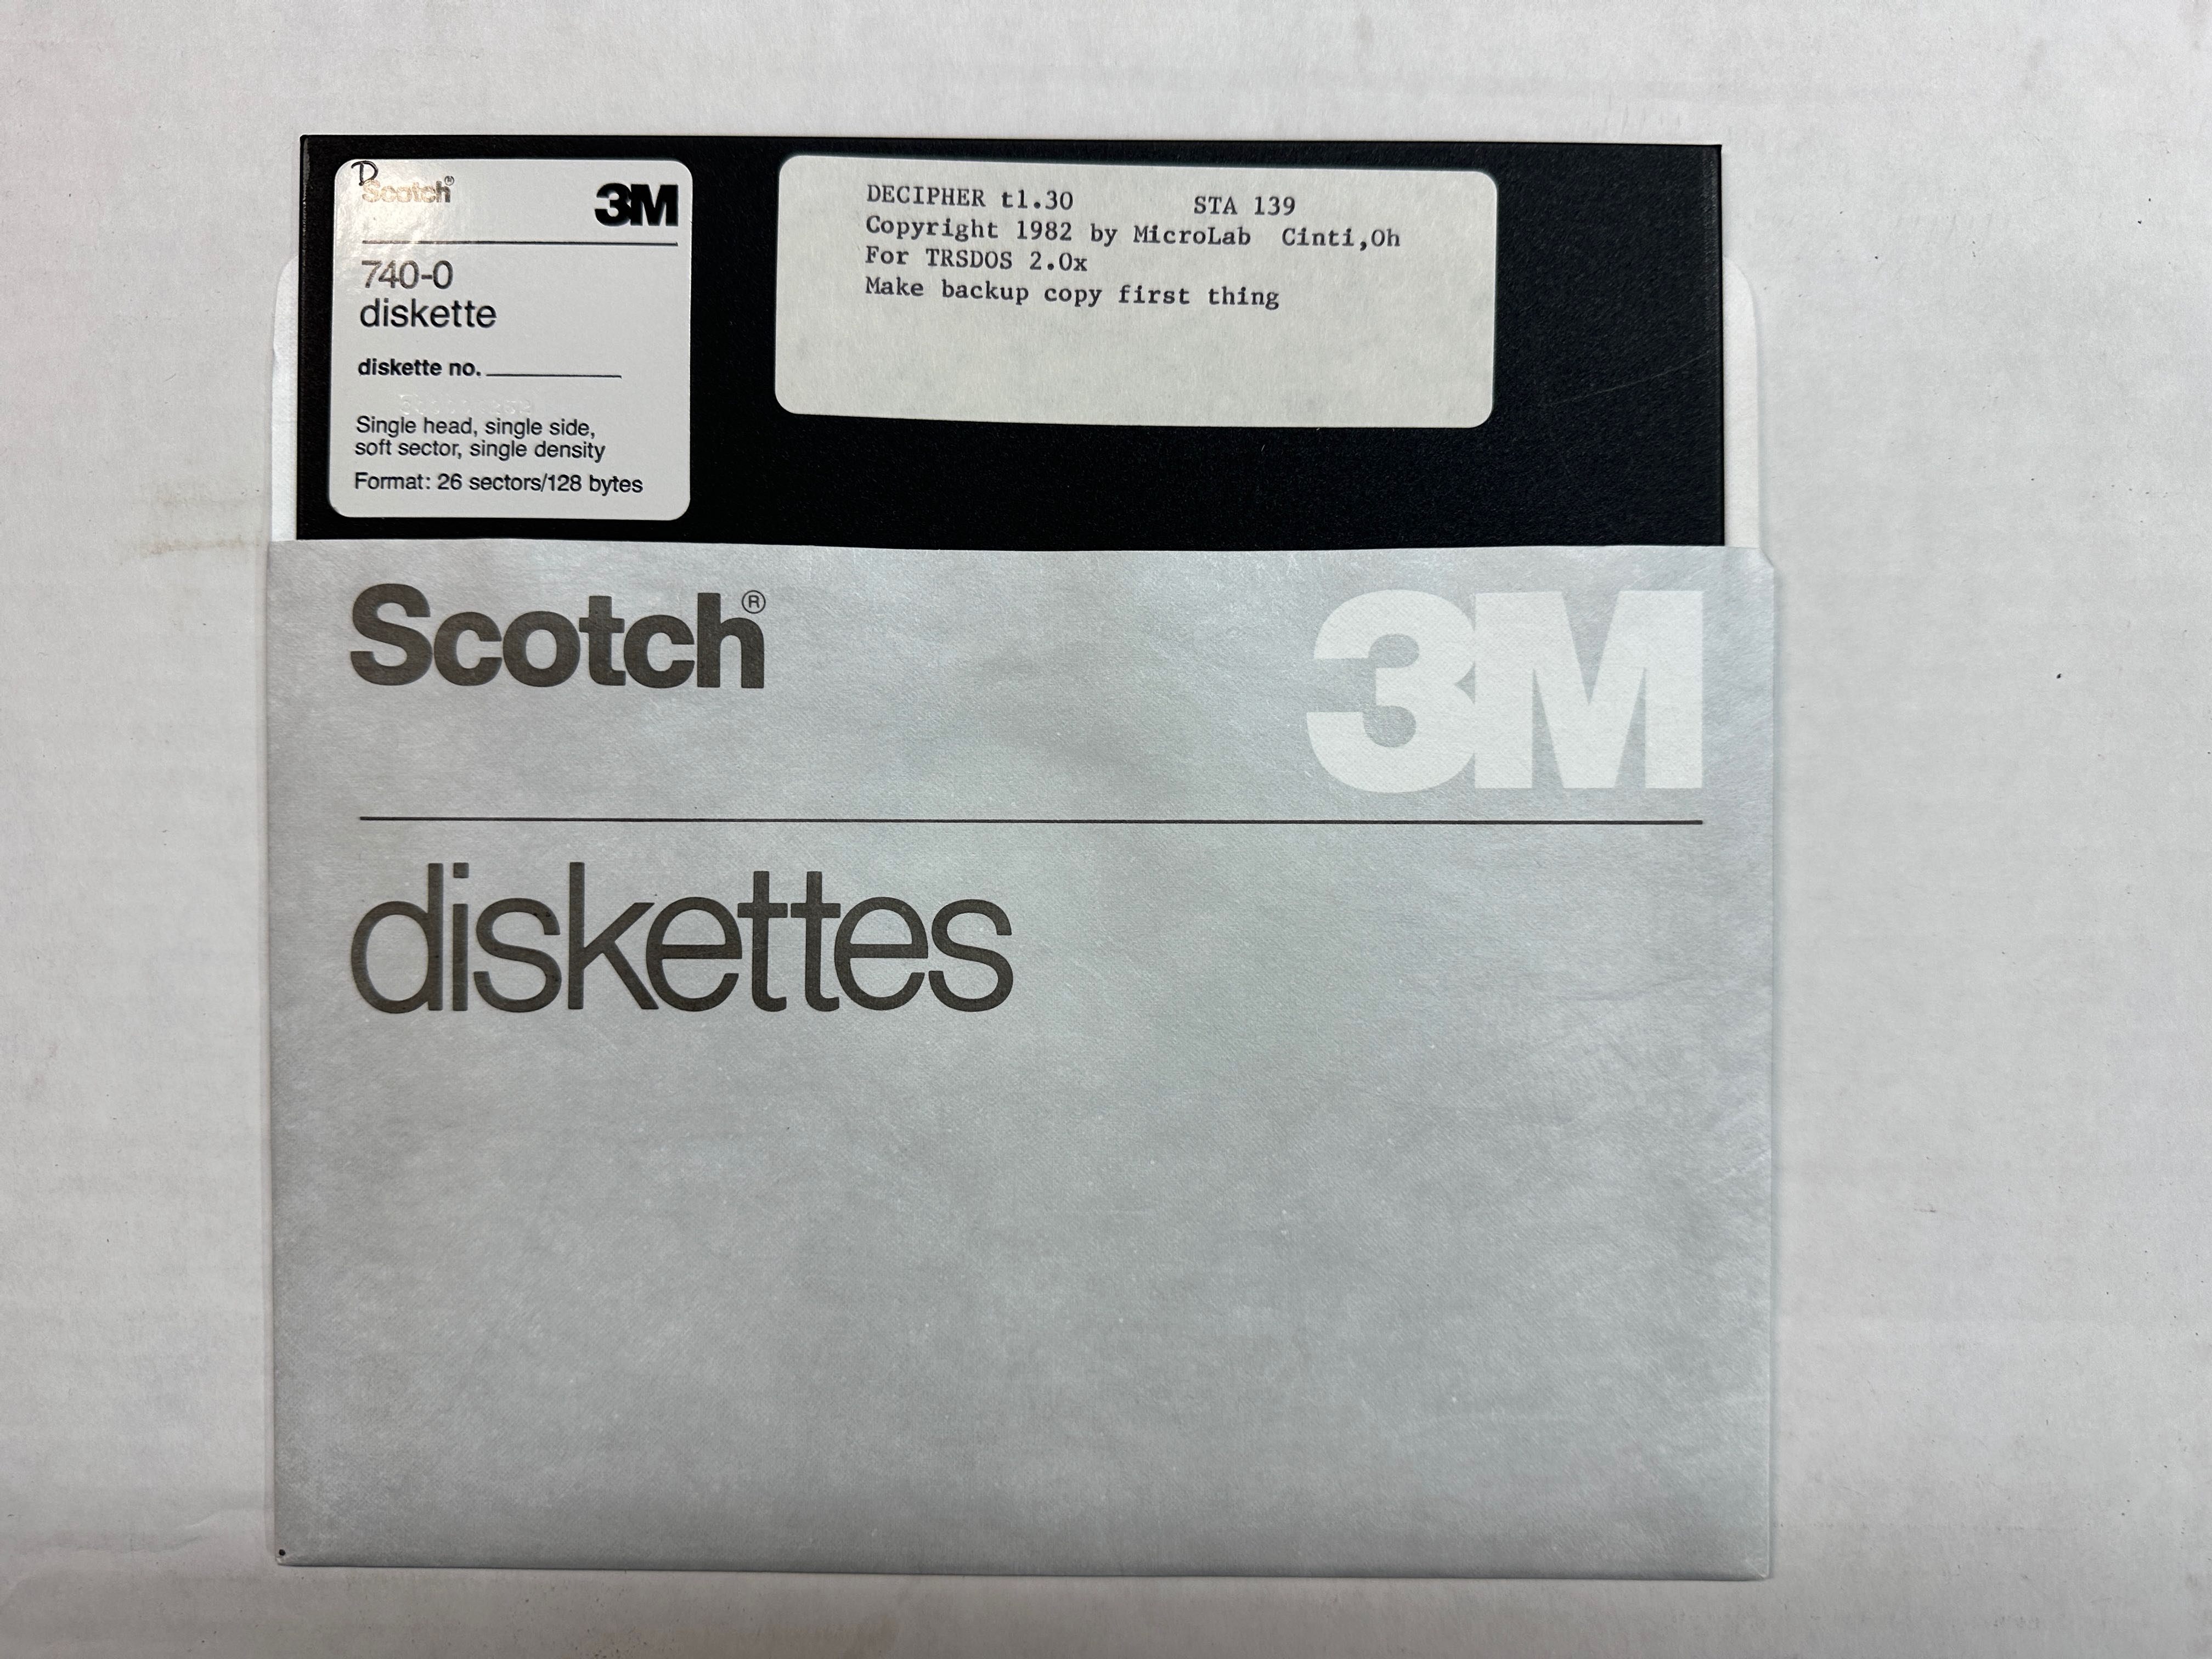 D
Scotch®
3M
740-0
diskette
diskette no.
Single head, single side,
soft sector, single density
Format: 26 sectors/128 bytes
DECIPHER t1.30 STA 139
Copyright 1982 by MicroLab Cinti,Oh
For TRSDOS 2.0x
Make backup copy first thing
Scotch®
3M
diskettes